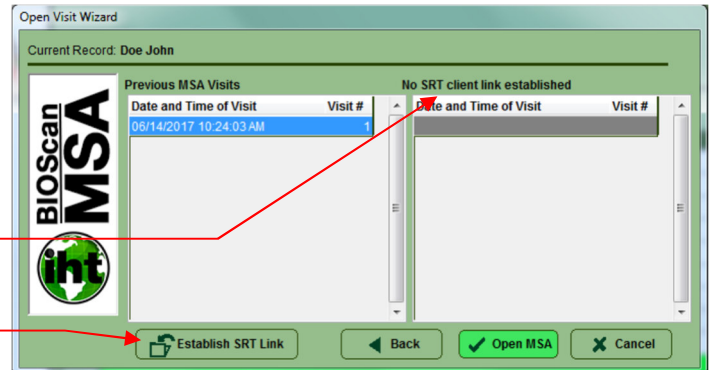 Open Visit Wizard
Current Record: Doe John
BIOScan
MSA
iht
Previous MSA Visits
Date and Time of Visit Visit #
06/14/2017 10:24:03 AM 1
No SRT client link established
Date and Time of Visit Visit #
Establish SRT Link
Back
Open MSA
Cancel